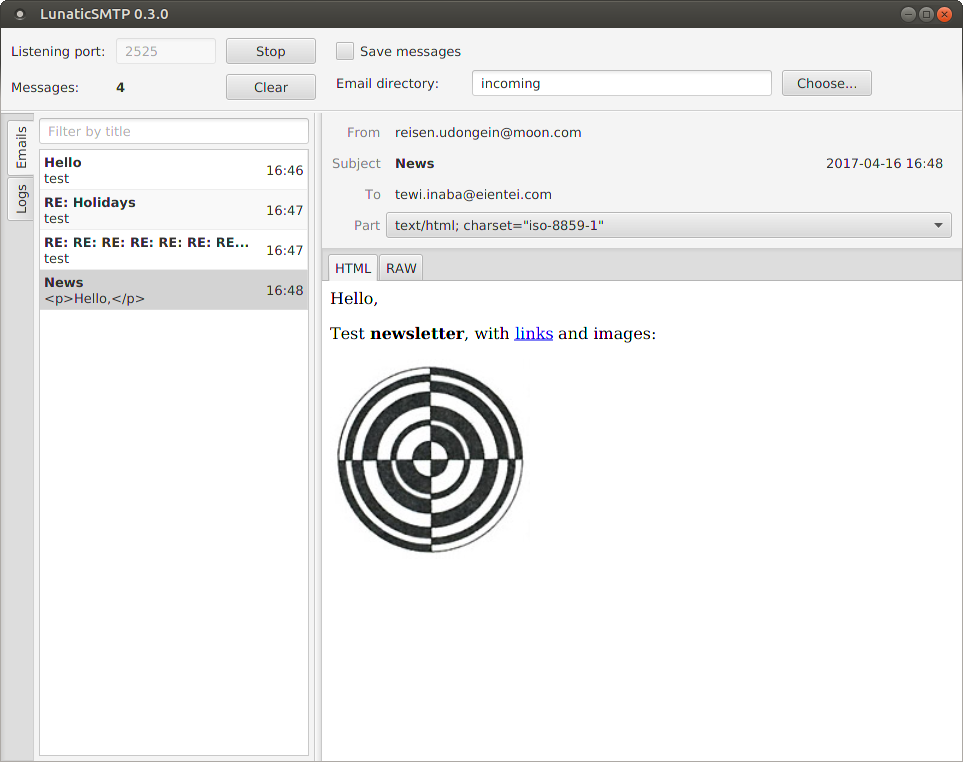 LunaticSMTP 0.3.0
Listening port: 2525 Stop Save messages
Messages: 4 Clear Email directory: incoming Choose...
Emails
Logs
Filter by title
Hello
test 16:46
RE: Holidays
test 16:47
RE: RE: RE: RE: RE: RE: RE...
test 16:47
News
<p>Hello,</p> 16:48
From reisen.udongein@moon.com
Subject News 2017-04-16 16:48
To tewi.inaba@eientei.com
Part text/html; charset="iso-8859-1"
HTML RAW
Hello,
Test newsletter, with links and images: